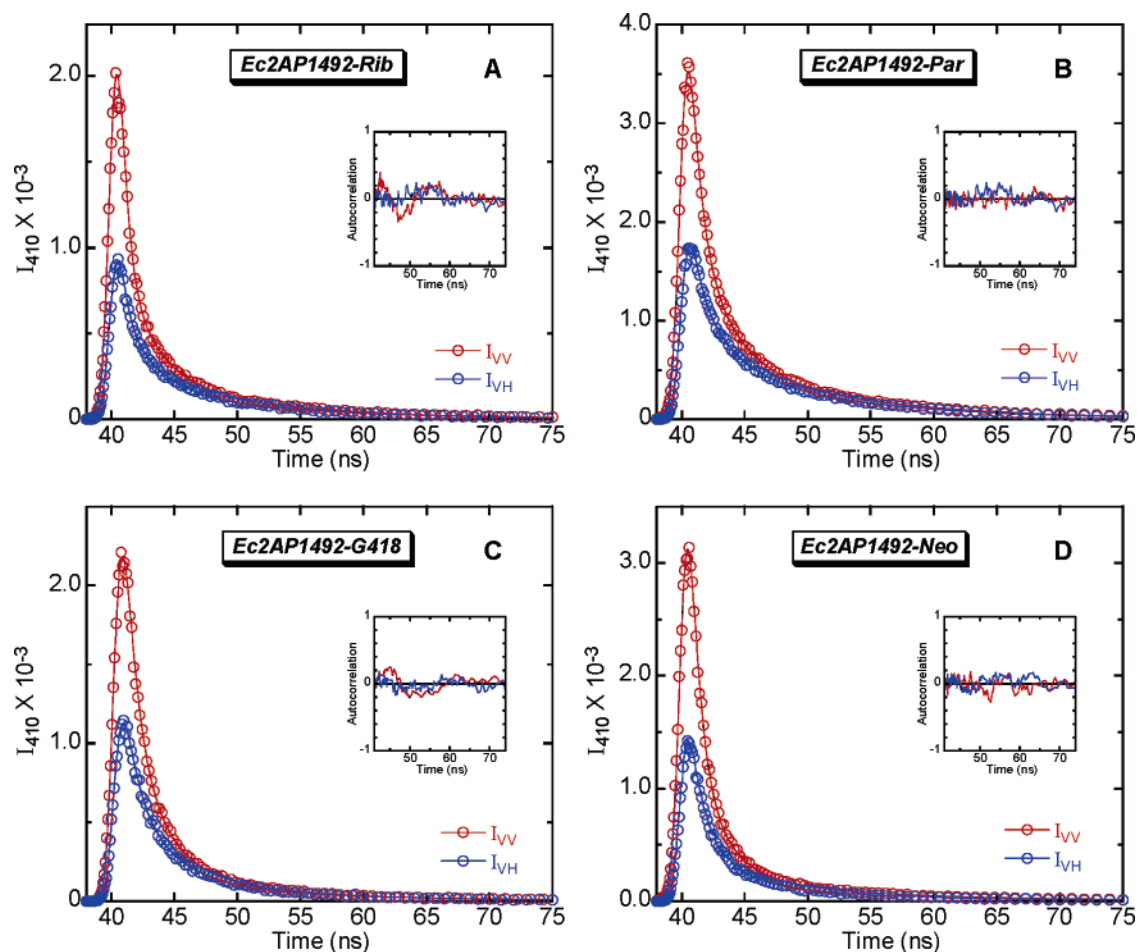 Ec2AP1492-Rib
A
I410 X 10-3
2.0
1.0
0
40 45 50 55 60 65 70 75
Time (ns)
Autocorrelation
1
0
-1
50 60 70
Time (ns)
IVV
IVH
Ec2AP1492-Par
B
I410 X 10-3
4.0
3.0
2.0
1.0
0
40 45 50 55 60 65 70 75
Time (ns)
Autocorrelation
1
0
-1
50 60 70
Time (ns)
IVV
IVH
Ec2AP1492-G418
C
I410 X 10-3
2.0
1.0
0
40 45 50 55 60 65 70 75
Time (ns)
Autocorrelation
1
0
-1
50 60 70
Time (ns)
IVV
IVH
Ec2AP1492-Neo
D
I410 X 10-3
3.0
2.0
1.0
0.0
40 45 50 55 60 65 70 75
Time (ns)
Autocorrelation
1
0
-1
50 60 70
Time (ns)
IVV
IVH